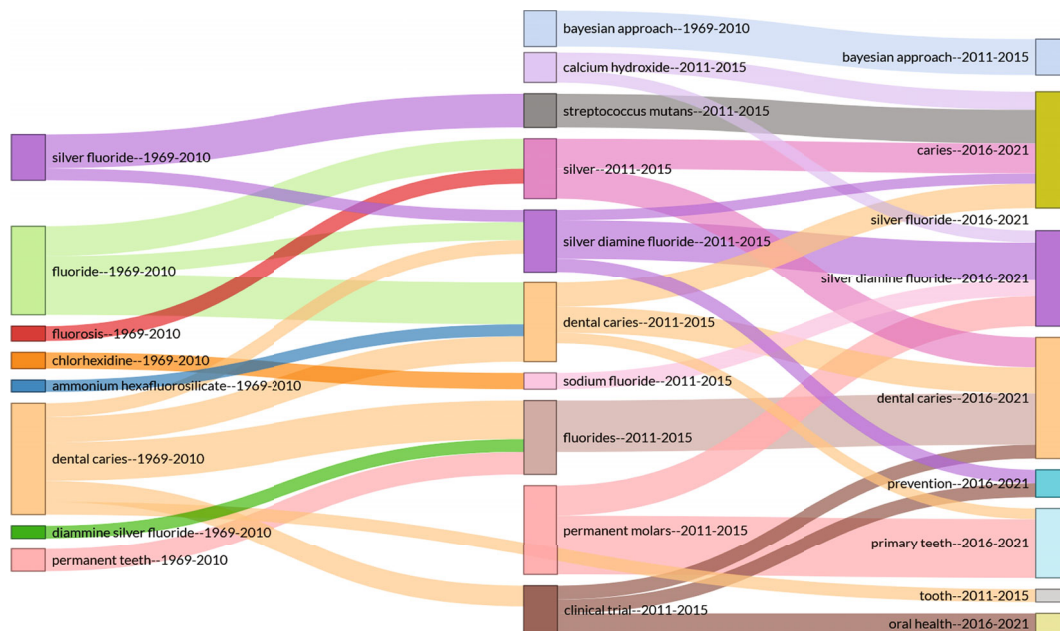 silver fluoride--1969-2010
fluoride--1969-2010
fluorosis--1969-2010
chlorhexidine--1969-2010
ammonium hexafluorosilicate--1969-2010
dental caries--1969-2010
diammine silver fluoride--1969-2010
permanent teeth--1969-2010
bayesian approach--1969-2010
calcium hydroxide--2011-2015
streptococcus mutans--2011-2015
silver--2011-2015
silver diamine fluoride--2011-2015
dental caries--2011-2015
sodium fluoride--2011-2015
fluorides--2011-2015
permanent molars--2011-2015
clinical trial--2011-2015
bayesian approach--2011-2015
caries--2016-2021
silver fluoride--2016-2021
silver diamine fluoride--2016-2021
dental caries--2016-2021
prevention--2016-2021
primary teeth--2016-2021
tooth--2011-2015
oral health--2016-2021